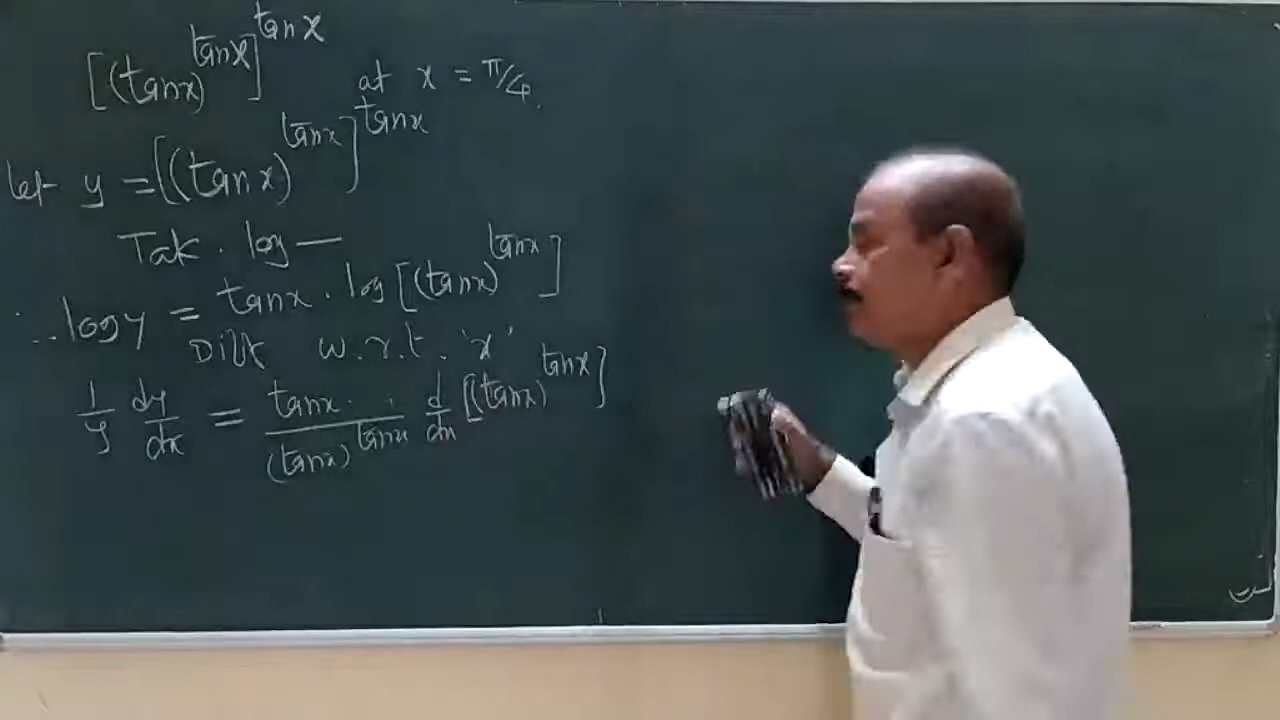 [(tanx)^tanx]^tanx at x = π/4.
let y = [(tanx)^tanx]^tanx
Tak. log —
∴ log y = tanx. log [(tanx)^tanx]
Diff w.r.t. 'x'
1/y dy/dx = tanx. / (tanx)^tanx . d/dx [(tanx)^tanx]